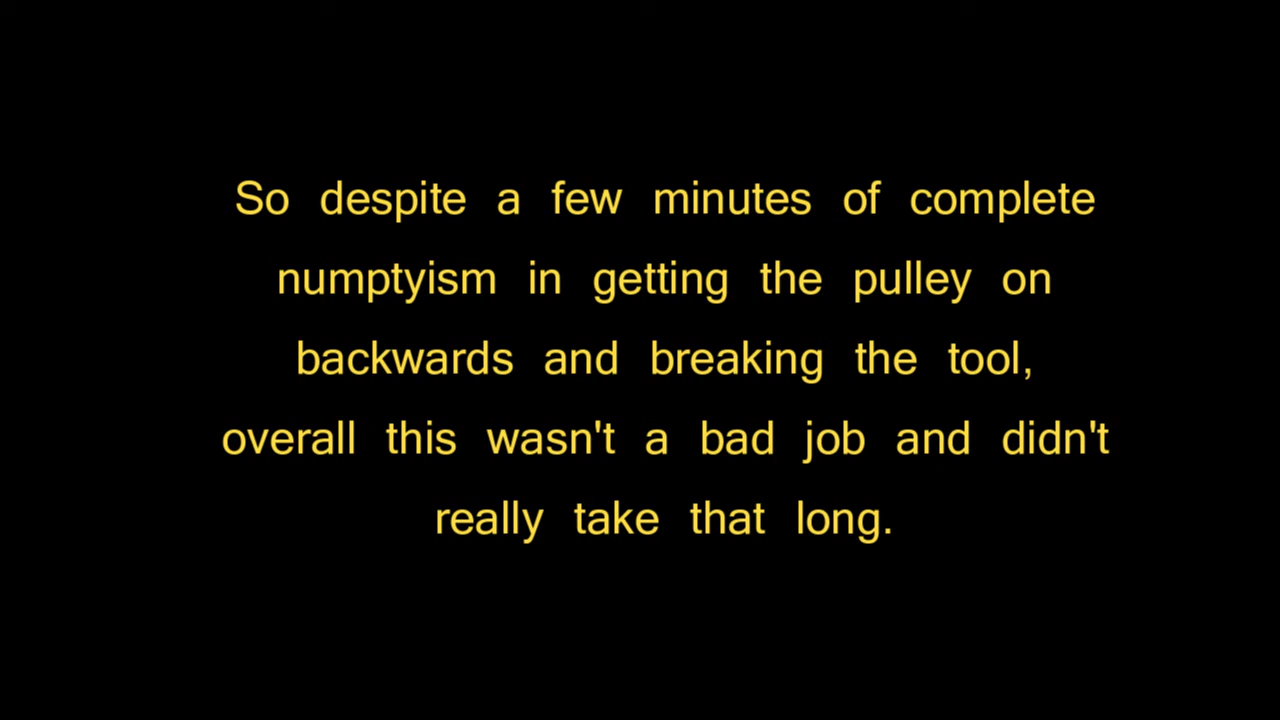 So despite a few minutes of complete
numptyism in getting the pulley on
backwards and breaking the tool,
overall this wasn't a bad job and didn't
really take that long.